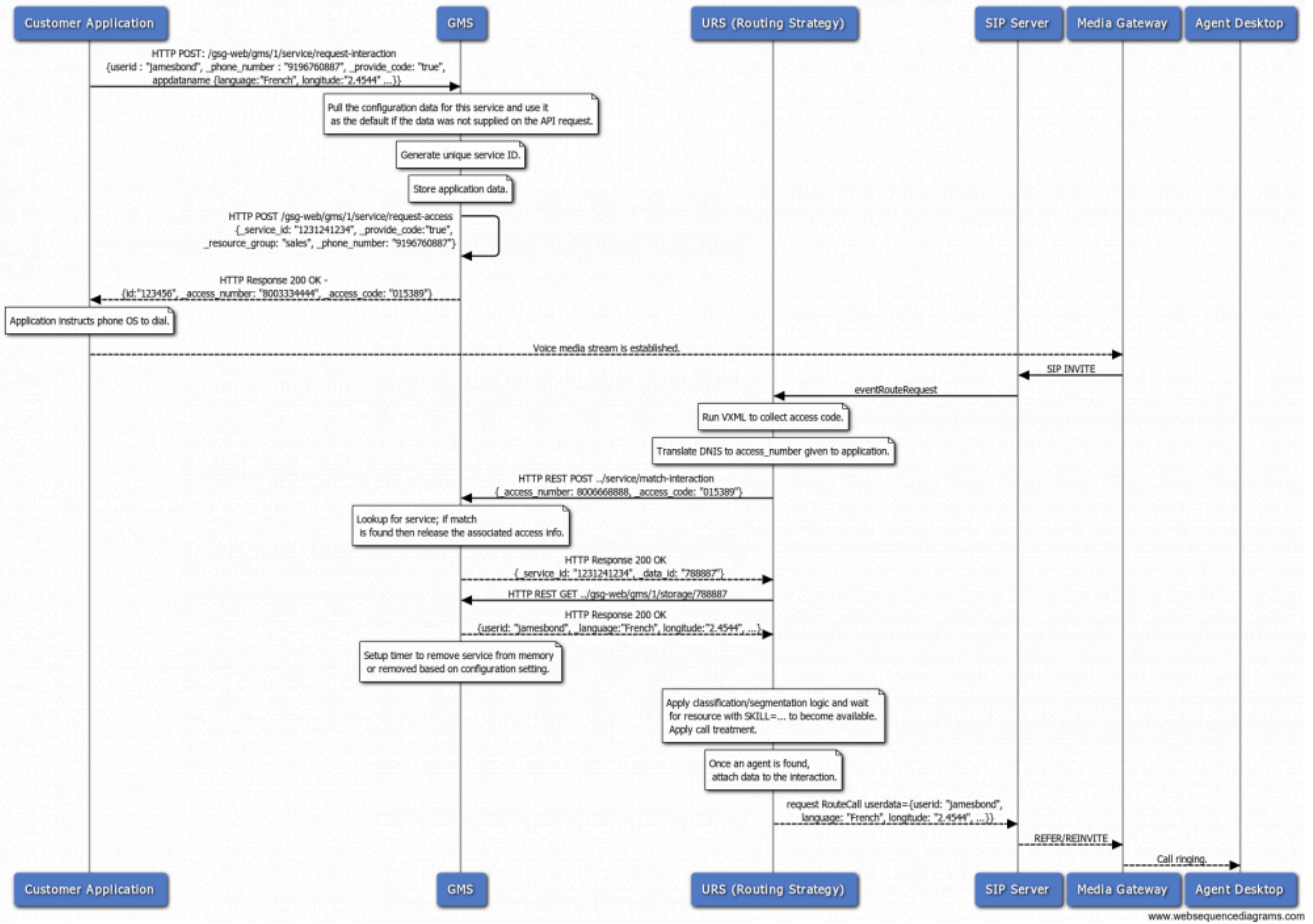 Customer Application
GMS
URS (Routing Strategy)
SIP Server
Media Gateway
Agent Desktop
HTTP POST: /gsg-web/gms/1/service/request-interaction
{userid : "jamesbond", _phone_number : "9196760887", _provide_code: "true",
appdataname {language:"French", longitude:"2.4544" ...}}
Pull the configuration data for this service and use it
as the default if the data was not supplied on the API request.
Generate unique service ID.
Store application data.
HTTP POST /gsg-web/gms/1/service/request-access
{_service_id: "1231241234", _provide_code:"true",
_resource_group: "sales", _phone_number: "9196760887"}
HTTP Response 200 OK -
{id:"123456", _access_number: "8003334444", _access_code: "015389"}
Application instructs phone OS to dial.
Voice media stream is established.
SIP INVITE
eventRouteRequest
Run VXML to collect access code.
Translate DNIS to access_number given to application.
HTTP REST POST ../service/match-interaction
{_access_number: 8006668888, _access_code: "015389"}
Lookup for service; if match
is found then release the associated access info.
HTTP Response 200 OK
{_service_id: "1231241234", _data_id: "788887"}
HTTP REST GET ../gsg-web/gms/1/storage/788887
HTTP Response 200 OK
{userid: "jamesbond", _language:"French", longitude:"2.4544", ...}
Setup timer to remove service from memory
or removed based on configuration setting.
Apply classification/segmentation logic and wait
for resource with SKILL=... to become available.
Apply call treatment.
Once an agent is found,
attach data to the interaction.
request RouteCall userdata={userid: "jamesbond",
language: "French", longitude: "2.4544", ...}}
REFER/REINVITE
Call ringing.
Customer Application
GMS
URS (Routing Strategy)
SIP Server
Media Gateway
Agent Desktop
www.websequencediagrams.com